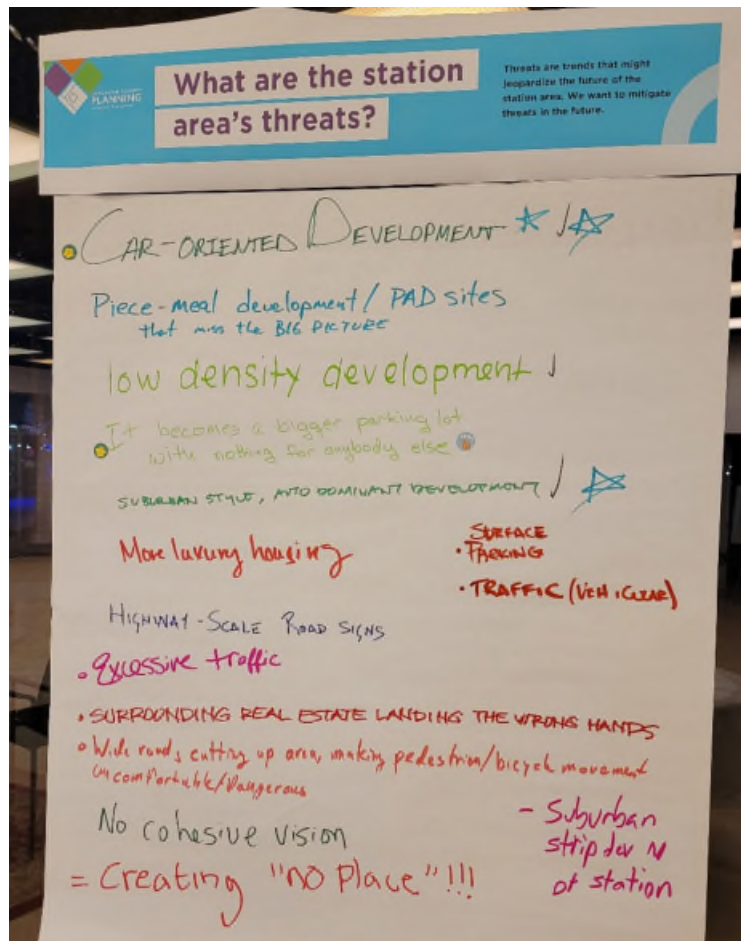 PLANNING
What are the station
area's threats?
Threats are trends that might
jeopardize the future of the
station area. We want to mitigate
threats in the future.
CAR-ORIENTED DEVELOPMENT
Piece-meal development/ PAD sites
that miss the BIG PICTURE
low density development
It becomes a bigger parking lot
with nothing for anybody else
SUBURBAN STYLE, AUTO DOMINANT DEVELOPMENT
More luxury housing
SURFACE
• PARKING
• TRAFFIC (VEHICULAR)
HIGHWAY-SCALE ROAD SIGNS
• Excessive traffic
• SURROUNDING REAL ESTATE LANDING THE WRONG HANDS
• Wide roads cutting up area, making pedestrian/bicycle movement
uncomfortable/Dangerous
No cohesive vision
= Creating "no place"!!!
- Suburban
strip dev N
of station